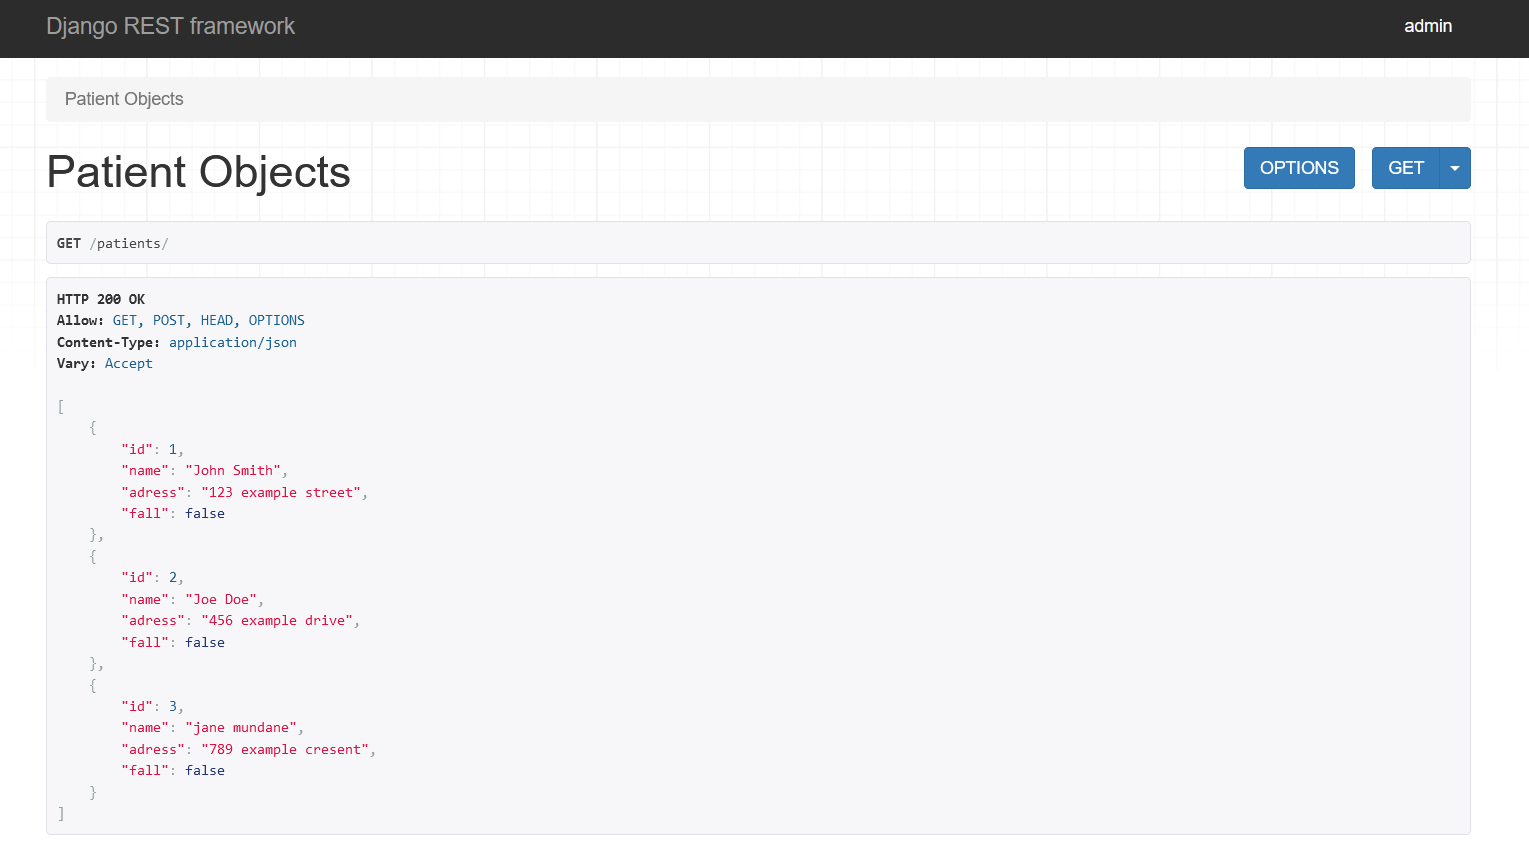 Django REST framework
admin
Patient Objects
Patient Objects
OPTIONS
GET
GET /patients/
HTTP 200 OK
Allow: GET, POST, HEAD, OPTIONS
Content-Type: application/json
Vary: Accept
[
    {
        "id": 1,
        "name": "John Smith",
        "adress": "123 example street",
        "fall": false
    },
    {
        "id": 2,
        "name": "Joe Doe",
        "adress": "456 example drive",
        "fall": false
    },
    {
        "id": 3,
        "name": "jane mundane",
        "adress": "789 example cresent",
        "fall": false
    }
]